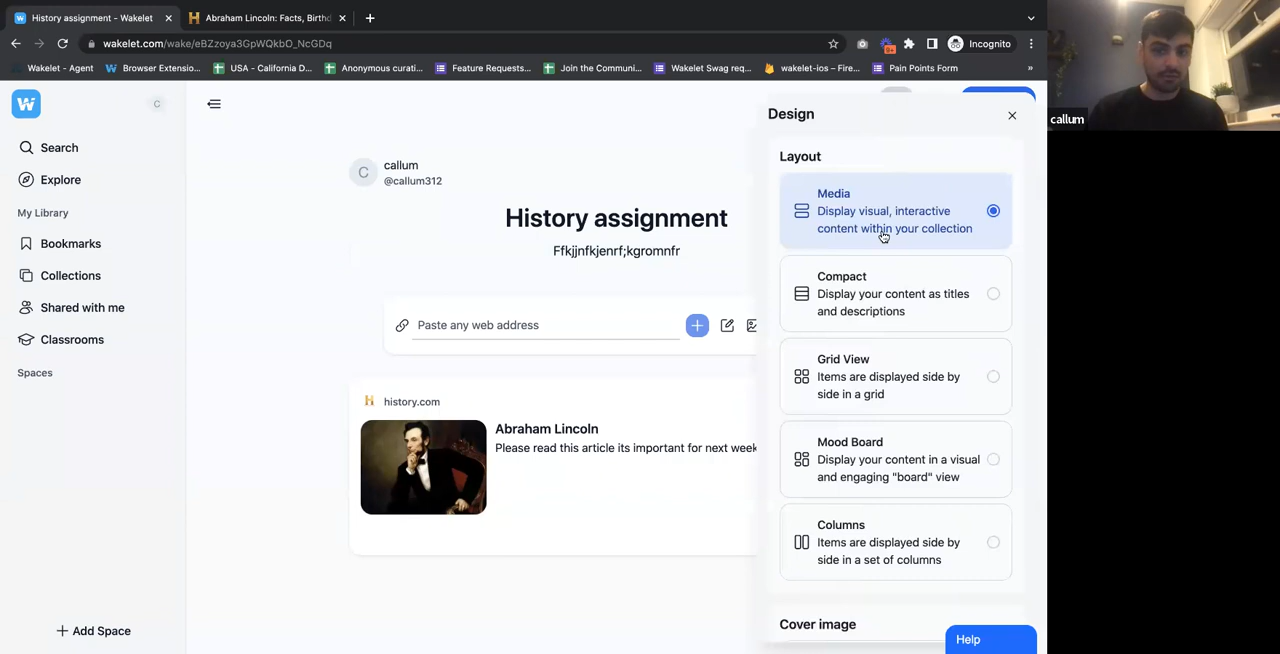 History assignment - Wakelet
Abraham Lincoln: Facts, Birthd
wakelet.com/wake/eBZzoya3GpWQkbO_NcGDq
Incognito
Wakelet - Agent
Browser Extensio...
USA - California D...
Anonymous curati...
Feature Requests...
Join the Communi...
Wakelet Swag req...
wakelet-ios – Fire...
Pain Points Form
»
callum
W
C
Search
Explore
My Library
Bookmarks
Collections
Shared with me
Classrooms
Spaces
Add Space
C
callum
@callum312
History assignment
Ffkjjnfkjenrf;kgromnfr
Paste any web address
history.com
Abraham Lincoln
Please read this article its important for next week
Design
Layout
Media
Display visual, interactive
content within your collection
Compact
Display your content as titles
and descriptions
Grid View
Items are displayed side by
side in a grid
Mood Board
Display your content in a visual
and engaging "board" view
Columns
Items are displayed side by
side in a set of columns
Cover image
Help